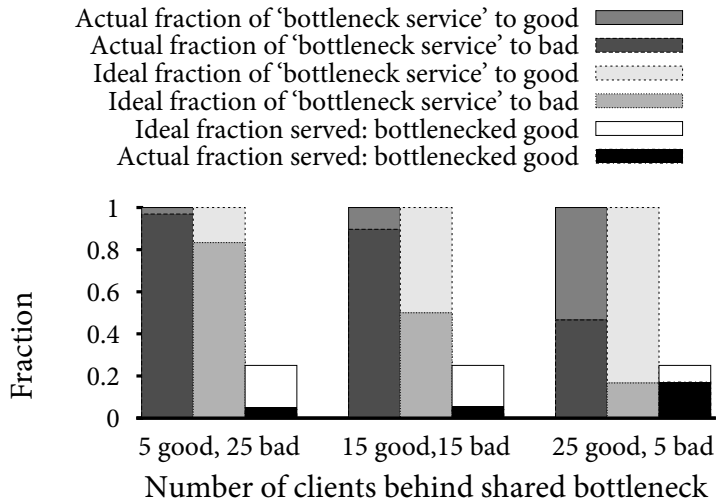 Actual fraction of ‘bottleneck service’ to good
Actual fraction of ‘bottleneck service’ to bad
Ideal fraction of ‘bottleneck service’ to good
Ideal fraction of ‘bottleneck service’ to bad
Ideal fraction served: bottlenecked good
Actual fraction served: bottlenecked good
1
0.8
0.6
0.4
0.2
0
Fraction
5 good, 25 bad
15 good,15 bad
25 good, 5 bad
Number of clients behind shared bottleneck